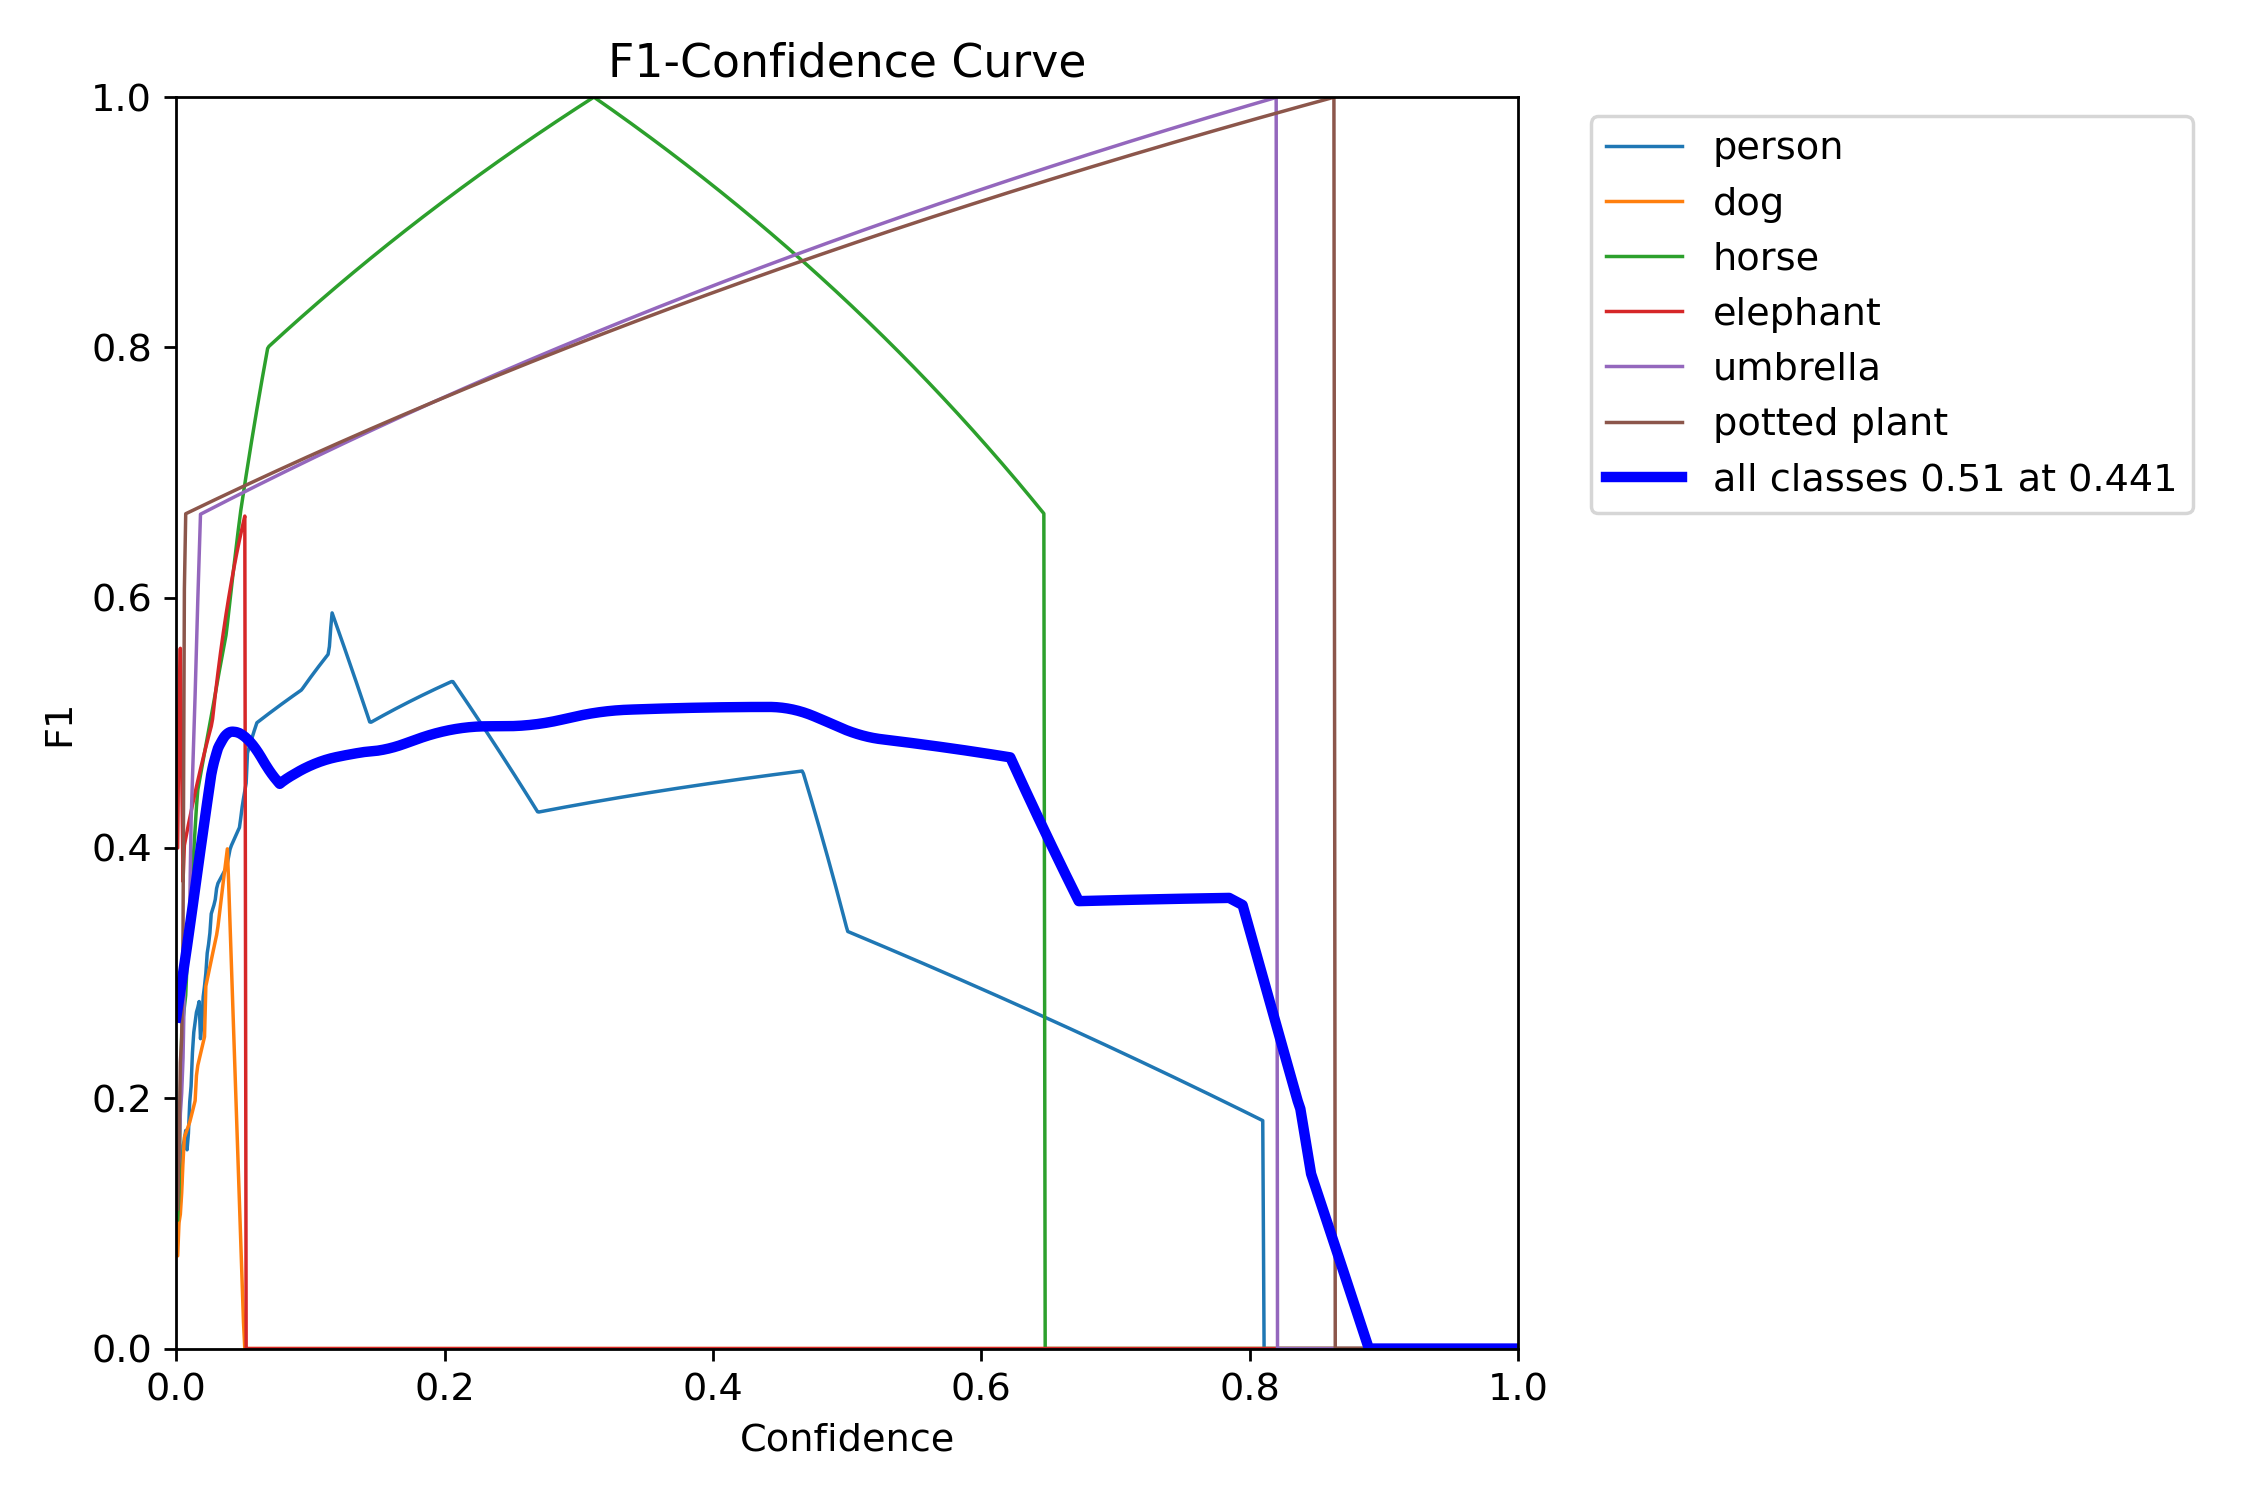 F1-Confidence Curve
1.0
0.8
0.6
0.4
0.2
0.0
F1
0.0 0.2 0.4 0.6 0.8 1.0
Confidence
person
dog
horse
elephant
umbrella
potted plant
all classes 0.51 at 0.441